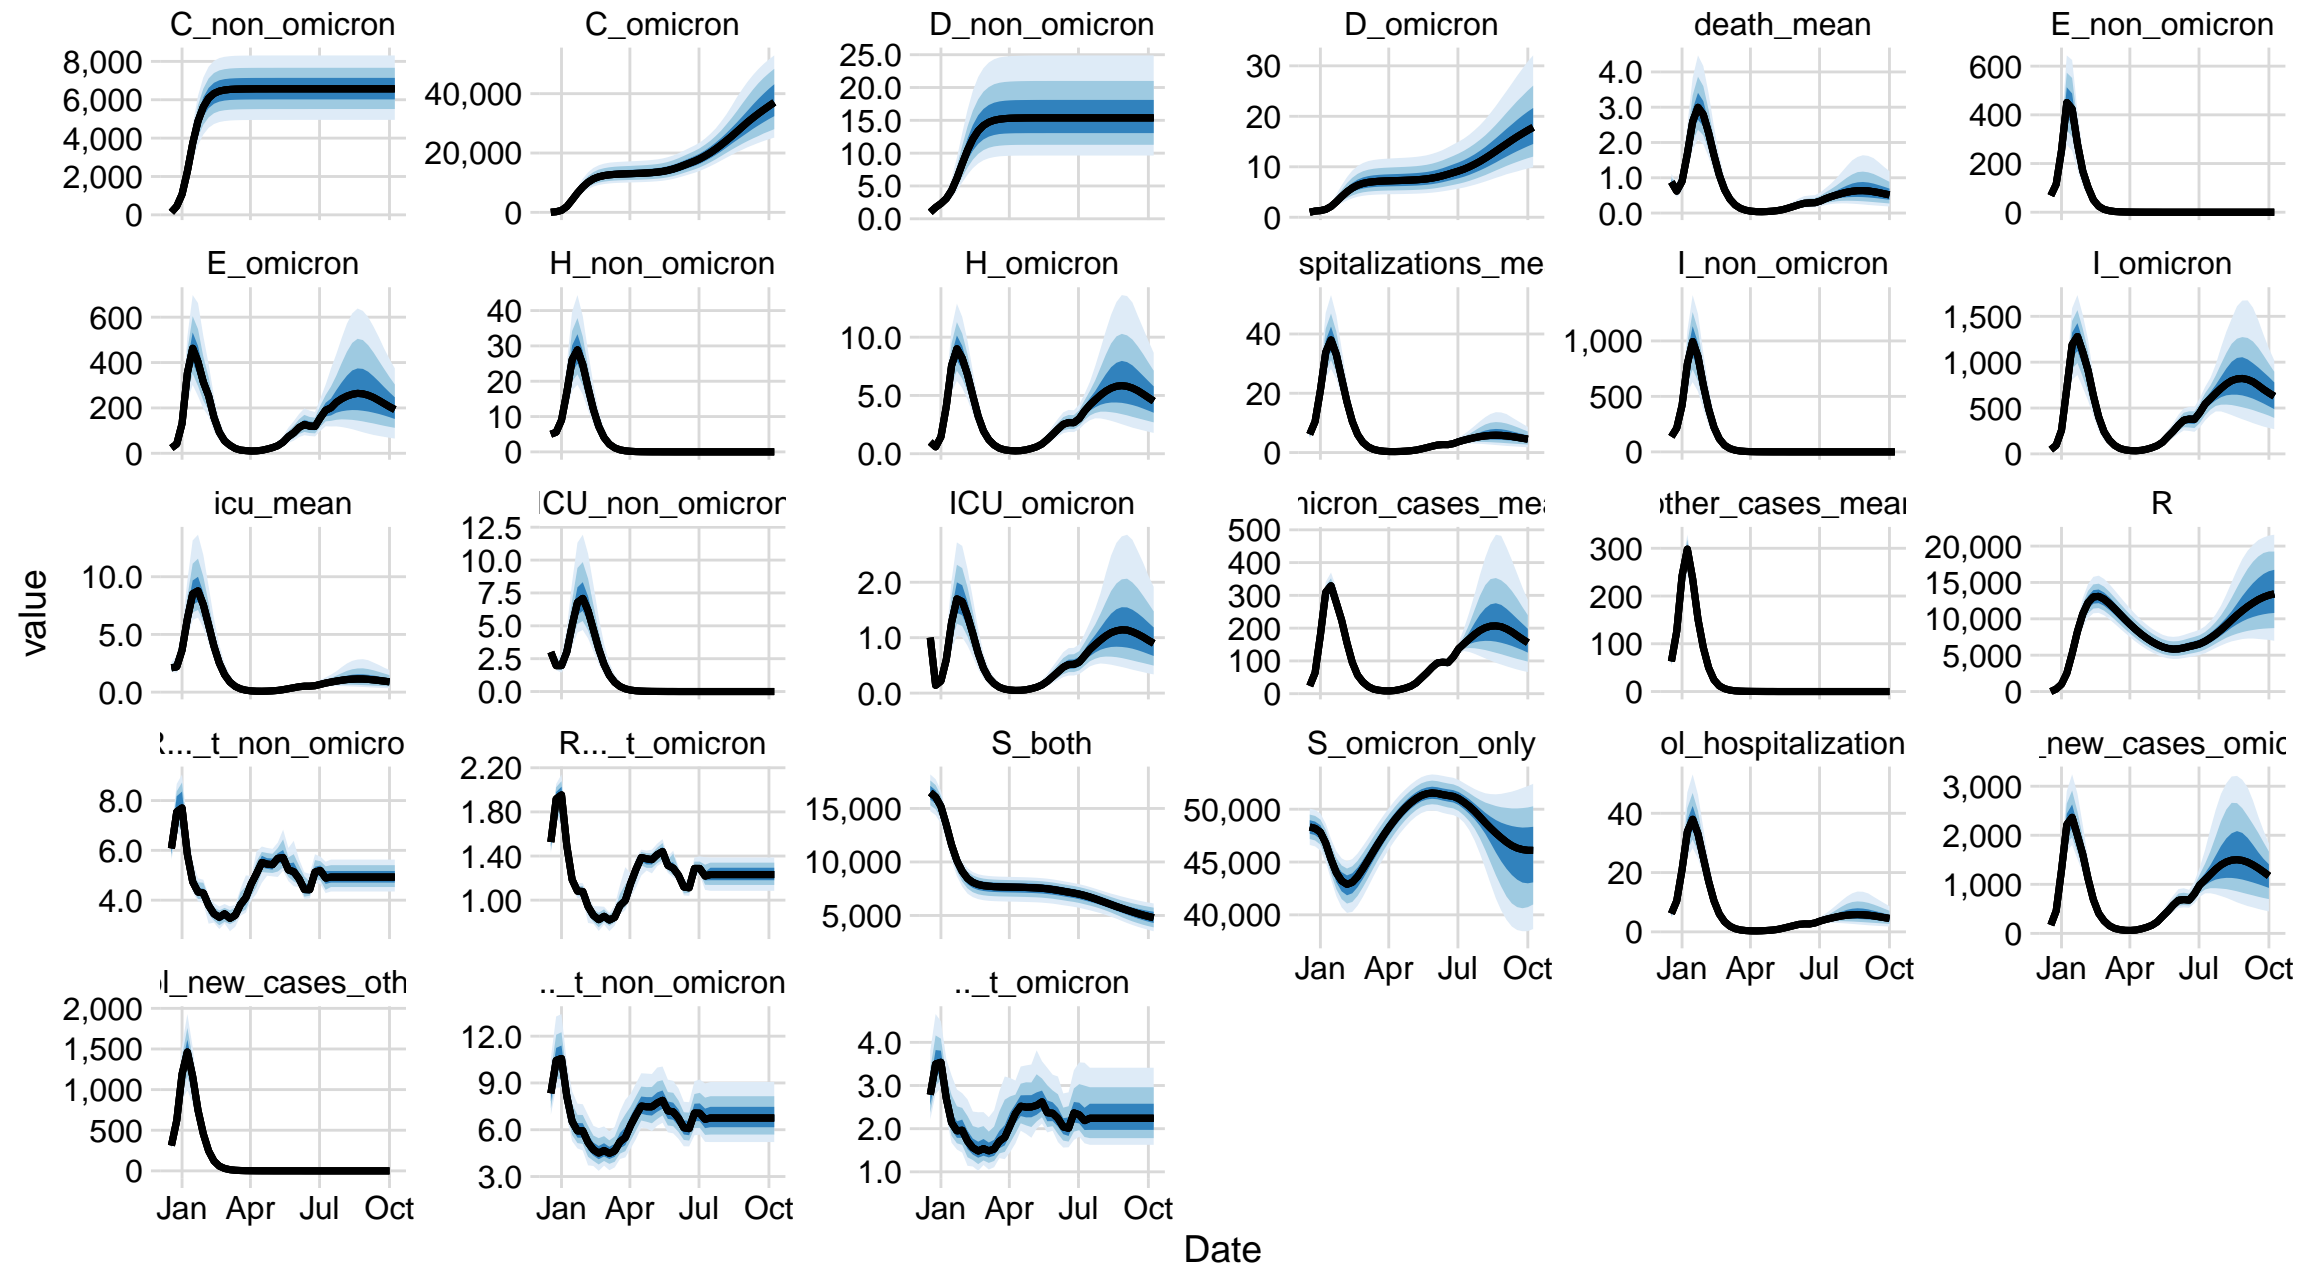 C_non_omicron C_omicron D_non_omicron D_omicron death_mean E_non_omicron
8,000 6,000 4,000 2,000 0
40,000 20,000 0
25.0 20.0 15.0 10.0 5.0 0.0
30 20 10 0
4.0 3.0 2.0 1.0 0.0
600 400 200 0
E_omicron H_non_omicron H_omicron spitalizations_me I_non_omicron I_omicron
600 400 200 0
40 30 20 10 0
10.0 5.0 0.0
40 20 0
1,000 500 0
1,500 1,000 500 0
icu_mean ICU_non_omicron ICU_omicron nicron_cases_mea other_cases_mean R
10.0 5.0 0.0
12.5 10.0 7.5 5.0 2.5 0.0
2.0 1.0 0.0
500 400 300 200 100 0
300 200 100 0
20,000 15,000 10,000 5,000 0
R..._t_non_omicro R..._t_omicron S_both S_omicron_only ol_hospitalization _new_cases_omic
8.0 6.0 4.0
2.20 1.80 1.40 1.00
15,000 10,000 5,000
50,000 45,000 40,000
40 20 0
3,000 2,000 1,000 0
Jan Apr Jul Oct Jan Apr Jul Oct Jan Apr Jul Oct
l_new_cases_oth .._t_non_omicron .._t_omicron
2,000 1,500 1,000 500 0
12.0 9.0 6.0 3.0
4.0 3.0 2.0 1.0
Jan Apr Jul Oct Jan Apr Jul Oct Jan Apr Jul Oct
value
Date